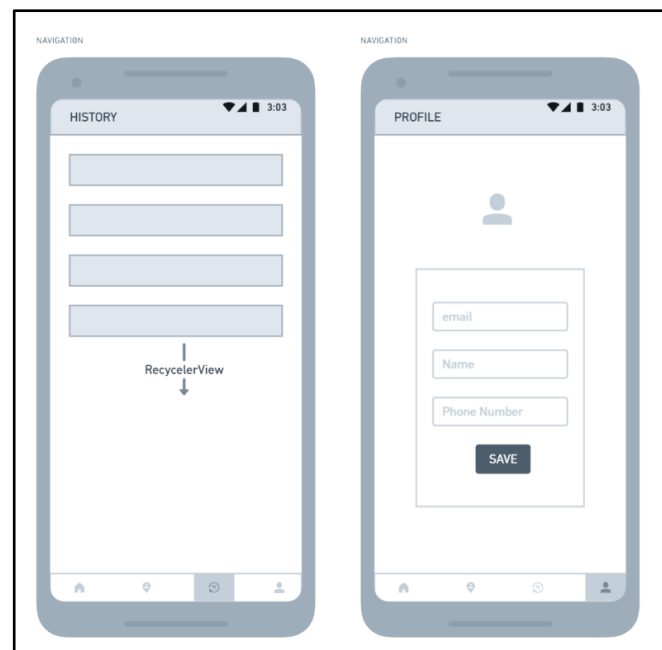 NAVIGATION
3:03
HISTORY
RecycelerView
NAVIGATION
3:03
PROFILE
email
Name
Phone Number
SAVE